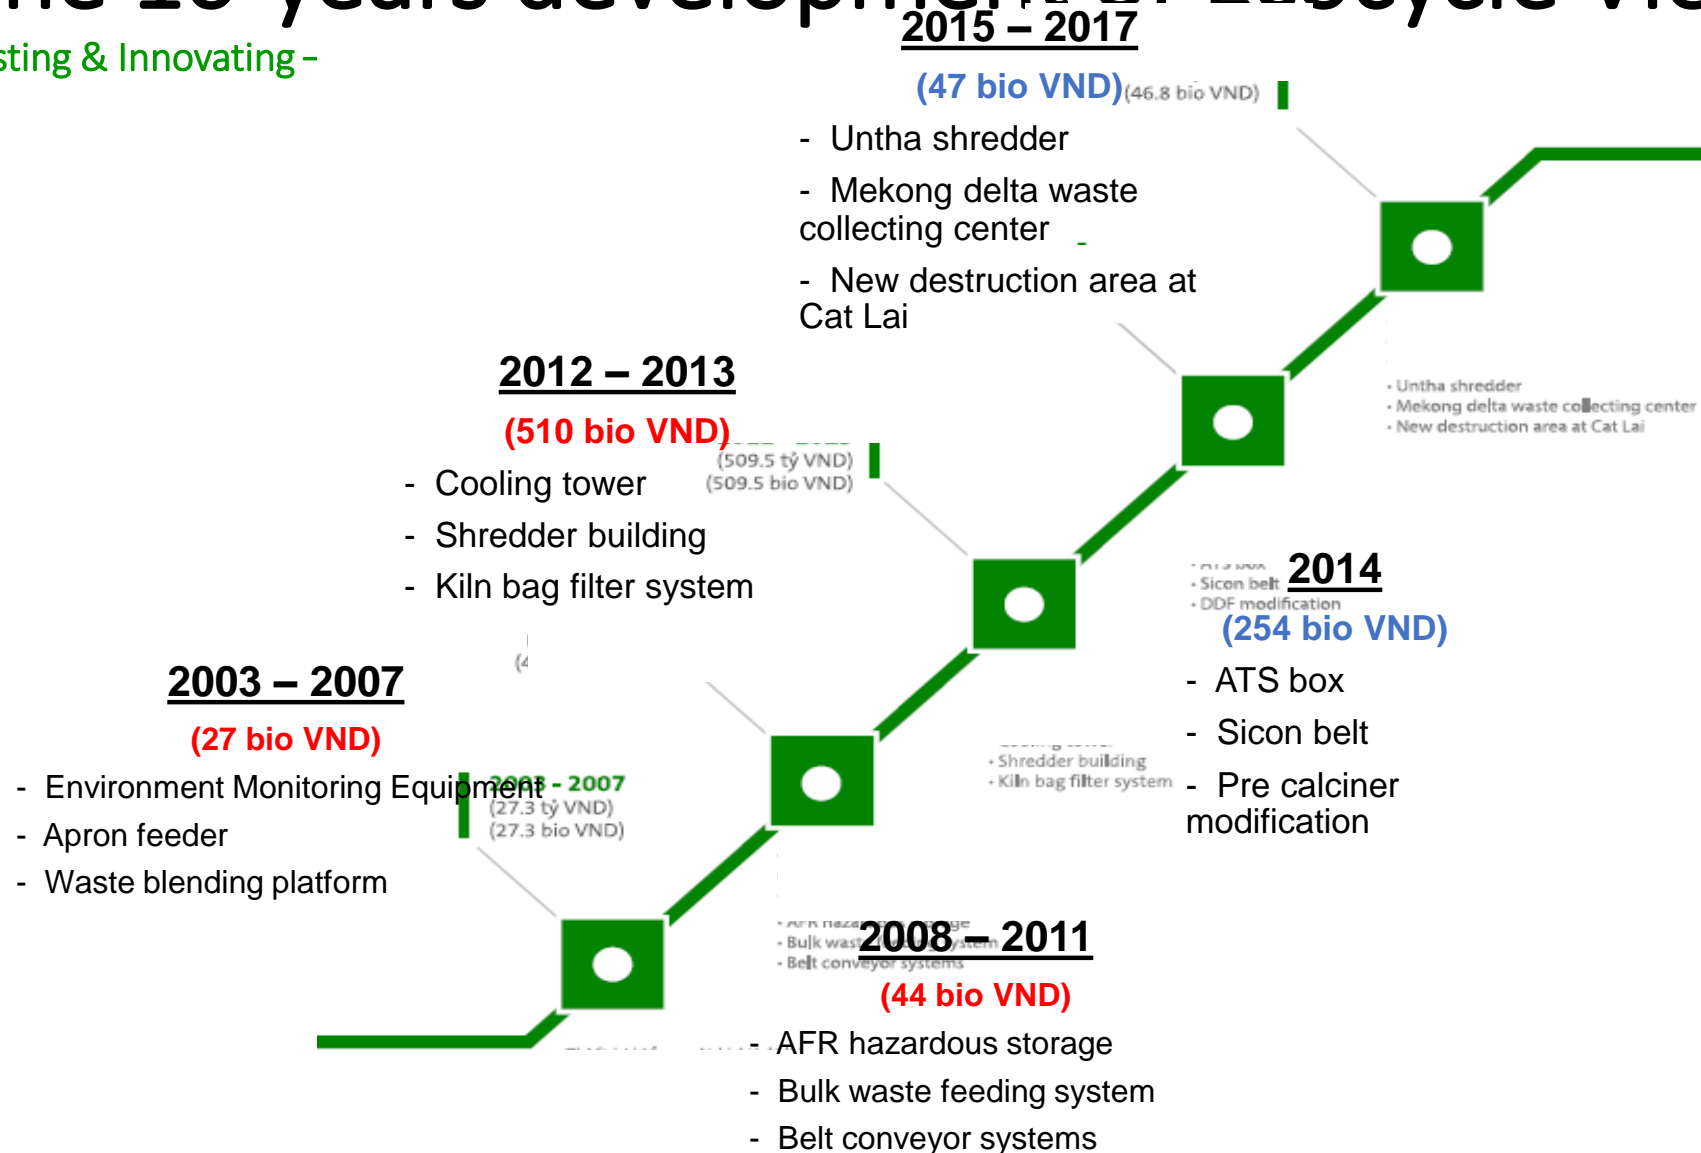 years
2015 – 2017
sting & Innovating -
(47 bio VND)
(46.8 bio VND)
- Untha shredder
- Mekong delta waste
collecting center
-
- New destruction area at
Cat Lai
• Untha shredder
• Mekong delta waste collecting center
• New destruction area at Cat Lai
2012 – 2013
(510 bio VND)
(509.5 tỷ VND)
(509.5 bio VND)
- Cooling tower
- Shredder building
- Kiln bag filter system
• Sicon belt
• DDF modification
2014
(254 bio VND)
- ATS box
- Sicon belt
- Pre calciner
modification
2003 – 2007
(27 bio VND)
- Environment Monitoring Equipment
- Apron feeder
- Waste blending platform
2003 - 2007
(27.3 tỷ VND)
(27.3 bio VND)
• Shredder building
• Kiln bag filter system
• Belt conveyor systems
2008 – 2011
(44 bio VND)
- AFR hazardous storage
- Bulk waste feeding system
- Belt conveyor systems